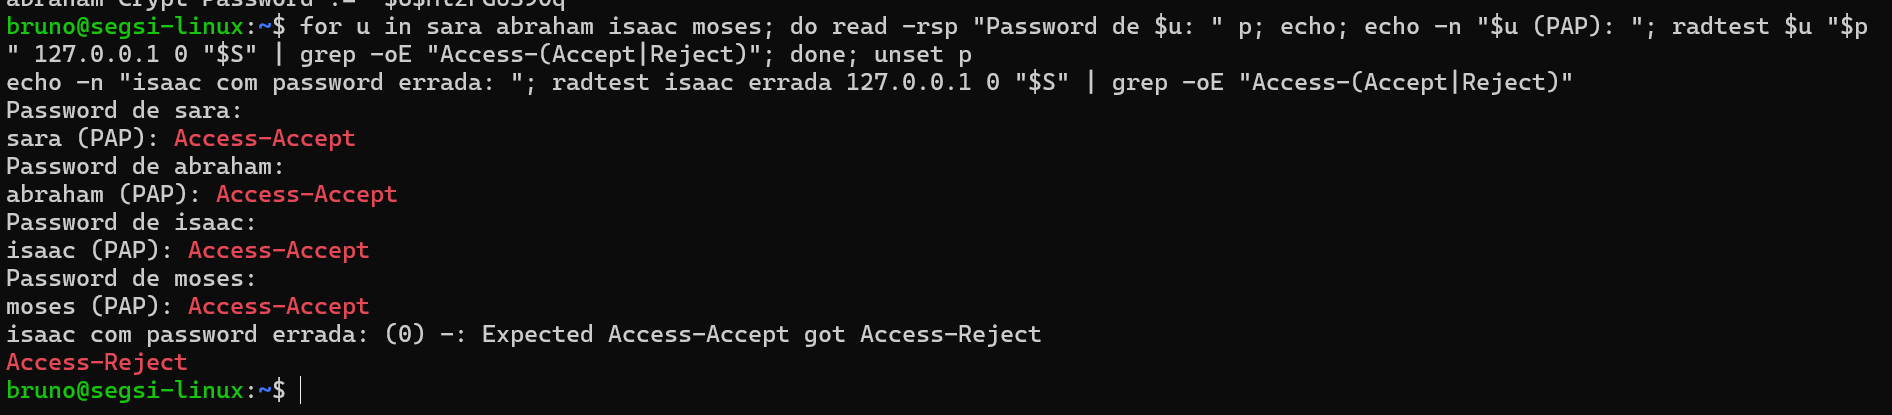 abraham Crypt-Password :=
bruno@segsi-linux:~$ for u in sara abraham isaac moses; do read -rsp "Password de $u: " p; echo; echo -n "$u (PAP): "; radtest $u "$p
" 127.0.0.1 0 "$S" | grep -oE "Access-(Accept|Reject)"; done; unset p
echo -n "isaac com password errada: "; radtest isaac errada 127.0.0.1 0 "$S" | grep -oE "Access-(Accept|Reject)"
Password de sara:
sara (PAP): Access-Accept
Password de abraham:
abraham (PAP): Access-Accept
Password de isaac:
isaac (PAP): Access-Accept
Password de moses:
moses (PAP): Access-Accept
isaac com password errada: (0) -: Expected Access-Accept got Access-Reject
Access-Reject
bruno@segsi-linux:~$